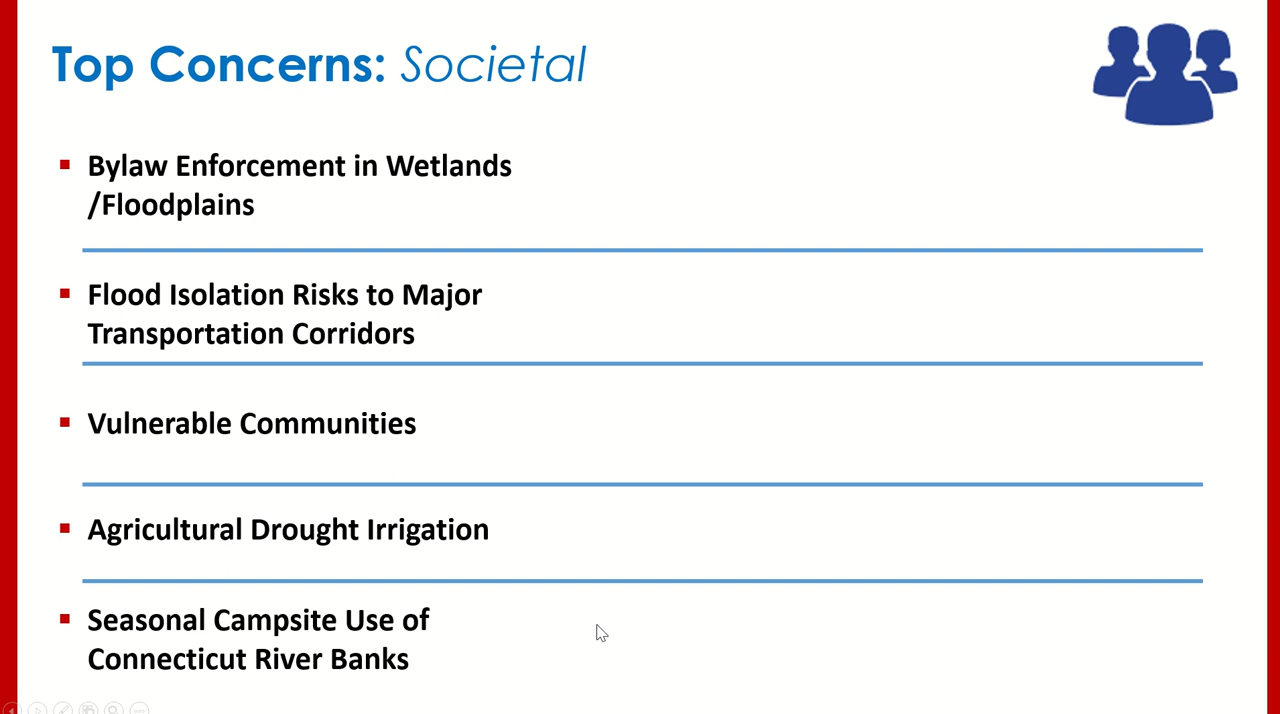 Top Concerns: Societal
Bylaw Enforcement in Wetlands
/Floodplains
Flood Isolation Risks to Major
Transportation Corridors
Vulnerable Communities
Agricultural Drought Irrigation
Seasonal Campsite Use of
Connecticut River Banks